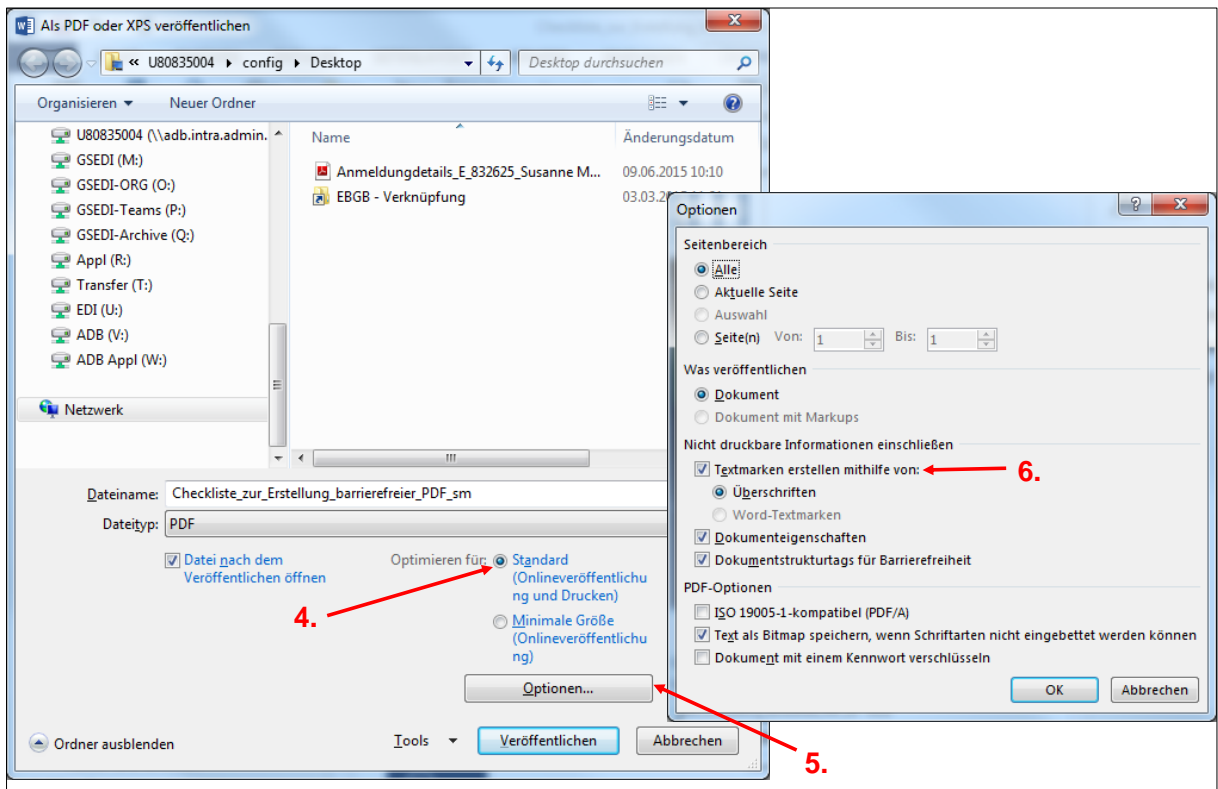 Als PDF oder XPS veröffentlichen
« U80835004 config Desktop
Desktop durchsuchen
Organisieren Neuer Ordner
U80835004 (\\adb.intra.admin.
GSEDI (M:)
GSEDI-ORG (O:)
GSEDI-Teams (P:)
GSEDI-Archive (Q:)
Appl (R:)
Transfer (T:)
EDI (U:)
ADB (V:)
ADB Appl (W:)
Netzwerk
Name Änderungsdatum
Anmeldungdetails_E_832625_Susanne M... 09.06.2015 10:10
EBGB - Verknüpfung
Dateiname: Checkliste_zur_Erstellung_barrierefreier_PDF_sm
Dateityp: PDF
Datei nach dem
Veröffentlichen öffnen
Optimieren für: Standard
(Onlineveröffentlichu
ng und Drucken)
4.
Minimale Größe
(Onlineveröffentlichu
ng)
Optionen...
5.
Ordner ausblenden
Tools Veröffentlichen Abbrechen
Optionen
Seitenbereich
Alle
Aktuelle Seite
Auswahl
Seite(n) Von: 1 Bis: 1
Was veröffentlichen
Dokument
Dokument mit Markups
Nicht druckbare Informationen einschließen
Textmarken erstellen mithilfe von: 6.
Überschriften
Word-Textmarken
Dokumenteigenschaften
Dokumentstrukturtags für Barrierefreiheit
PDF-Optionen
ISO 19005-1-kompatibel (PDF/A)
Text als Bitmap speichern, wenn Schriftarten nicht eingebettet werden können
Dokument mit einem Kennwort verschlüsseln
OK Abbrechen